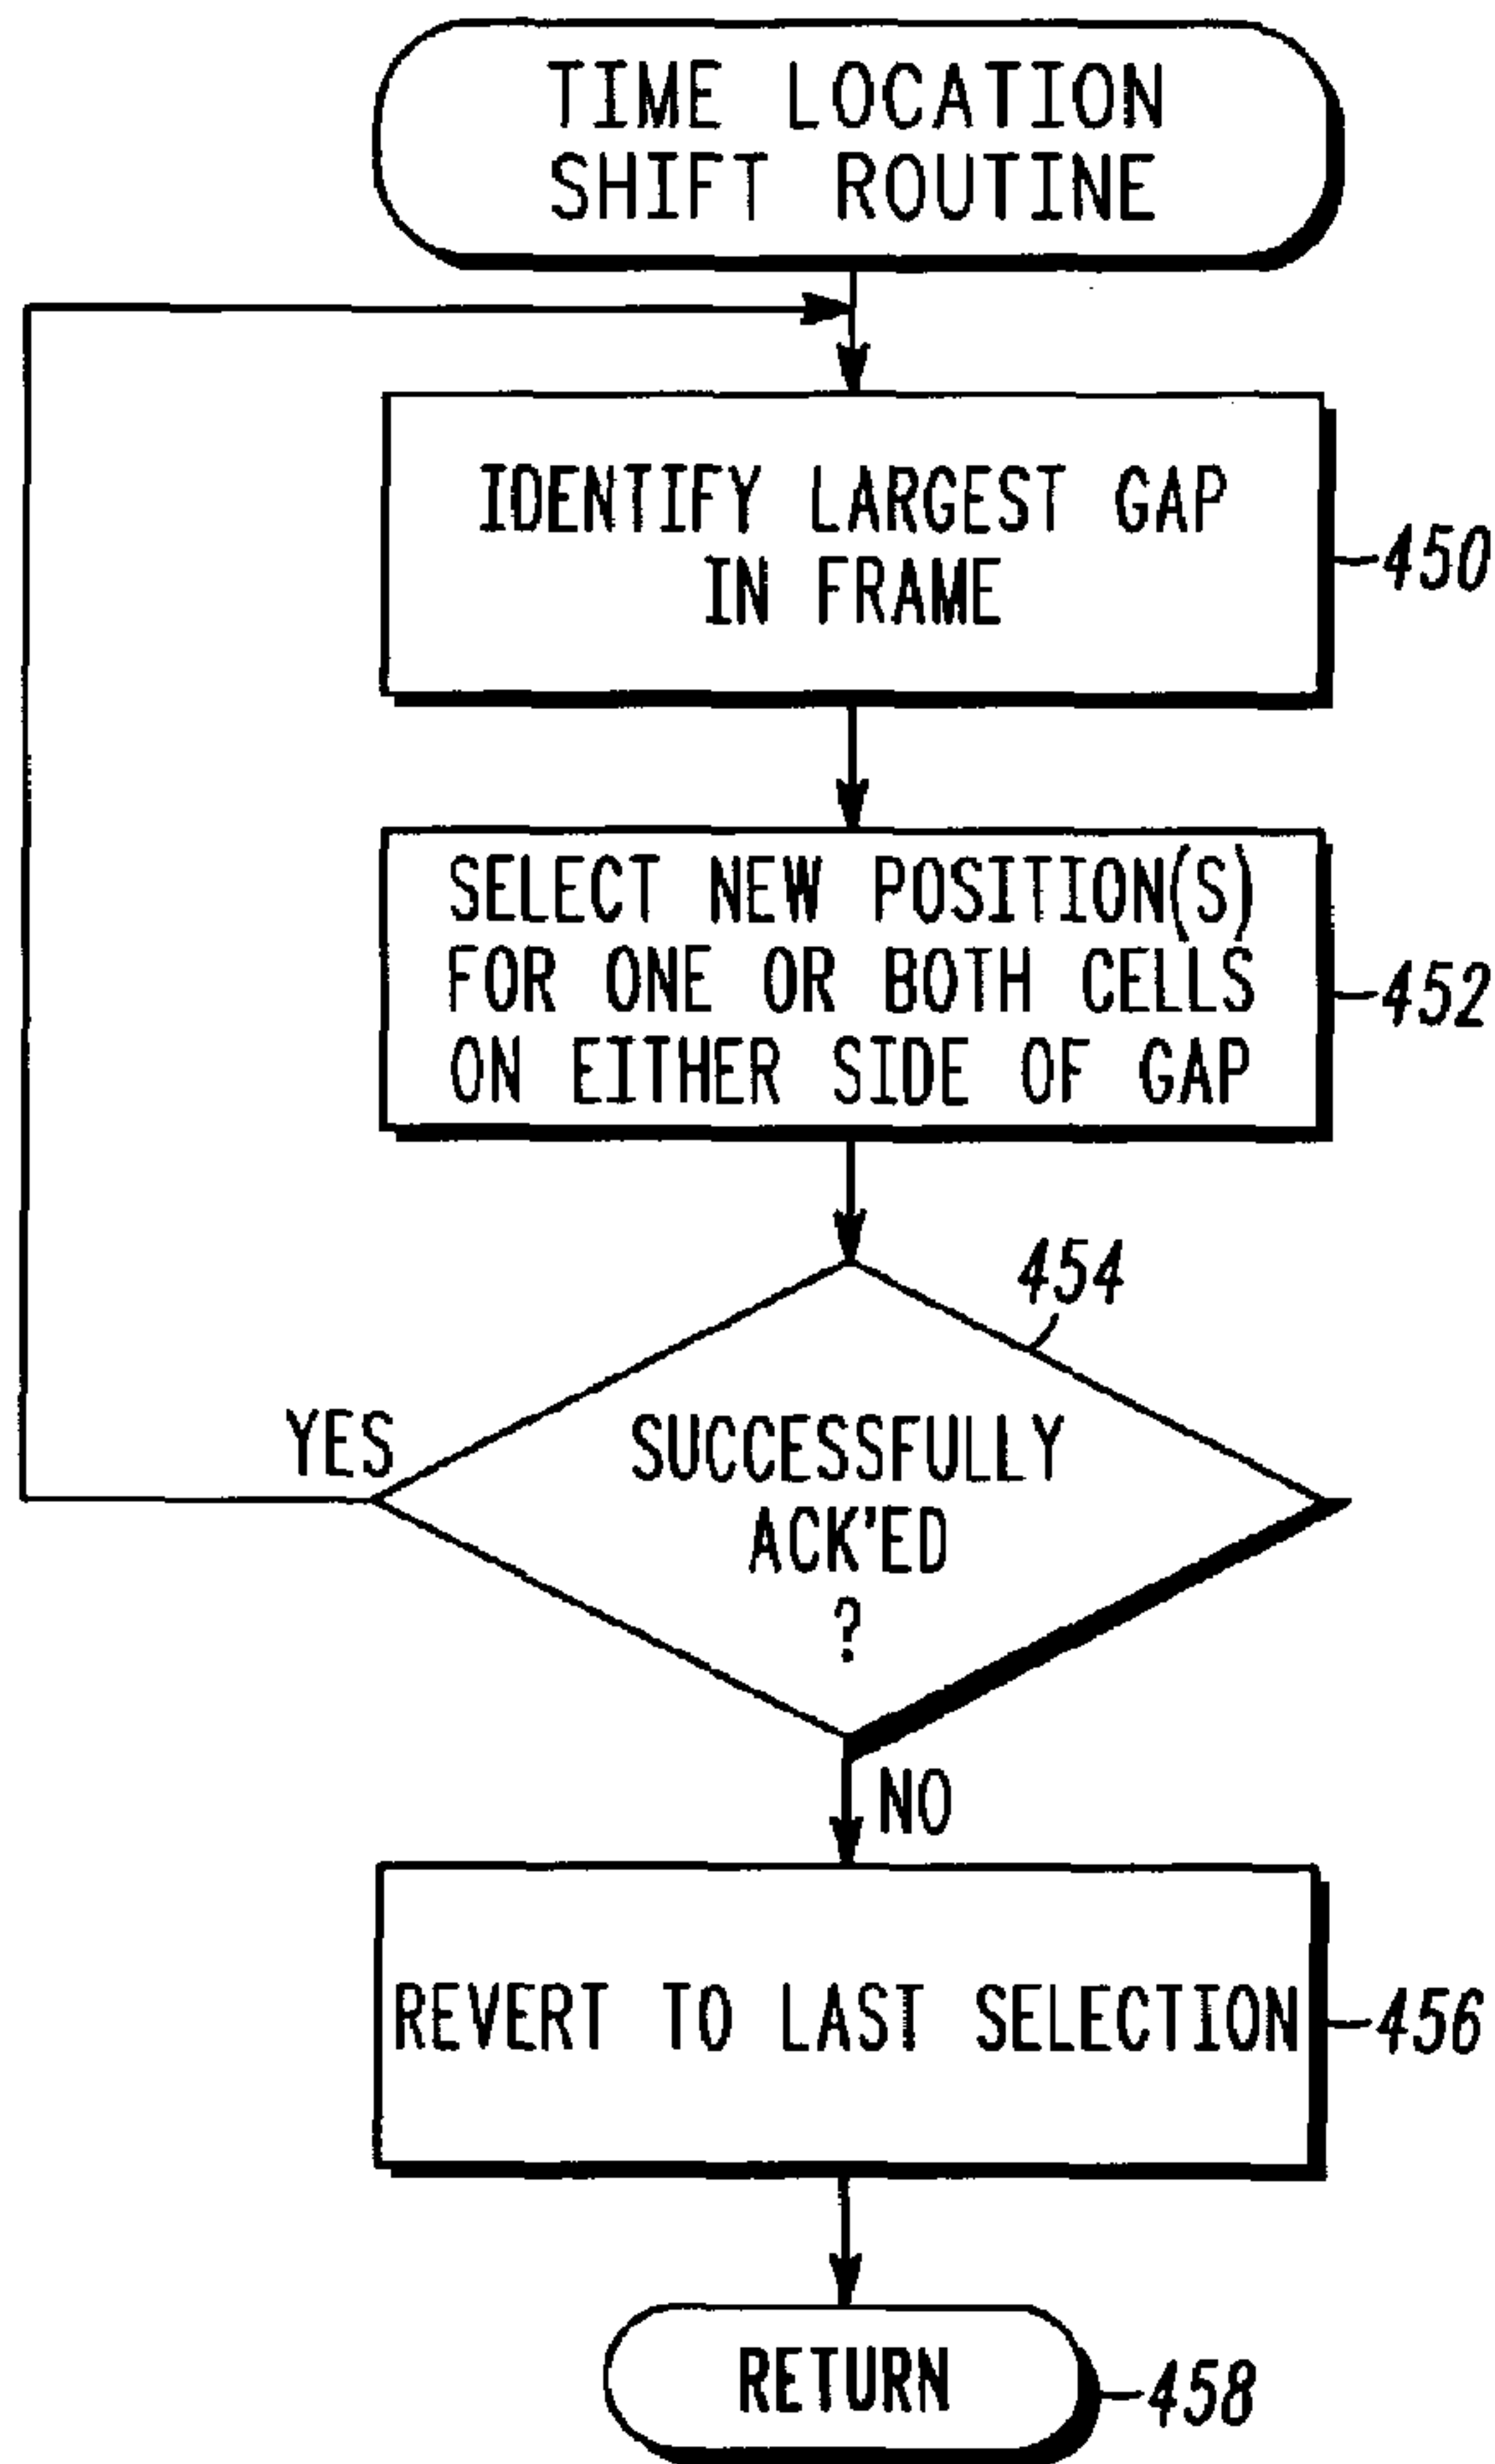 TIME LOCATION
SHIFT ROUTINE
IDENTIFY LARGEST GAP
IN FRAME
450
SELECT NEW POSITION(S)
FOR ONE OR BOTH CELLS
ON EITHER SIDE OF GAP
452
454
YES
SUCCESSFULLY
ACK'ED
?
NO
REVERT TO LAST SELECTION
456
RETURN
458